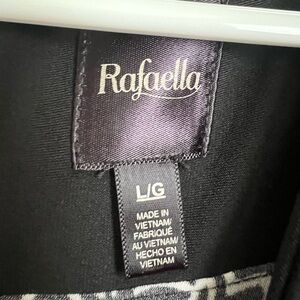 Rafaella
L/G
MADE IN
VIETNAM/
FABRIQUÉ
AU VIETNAM/
HECHO EN
VIETNAM